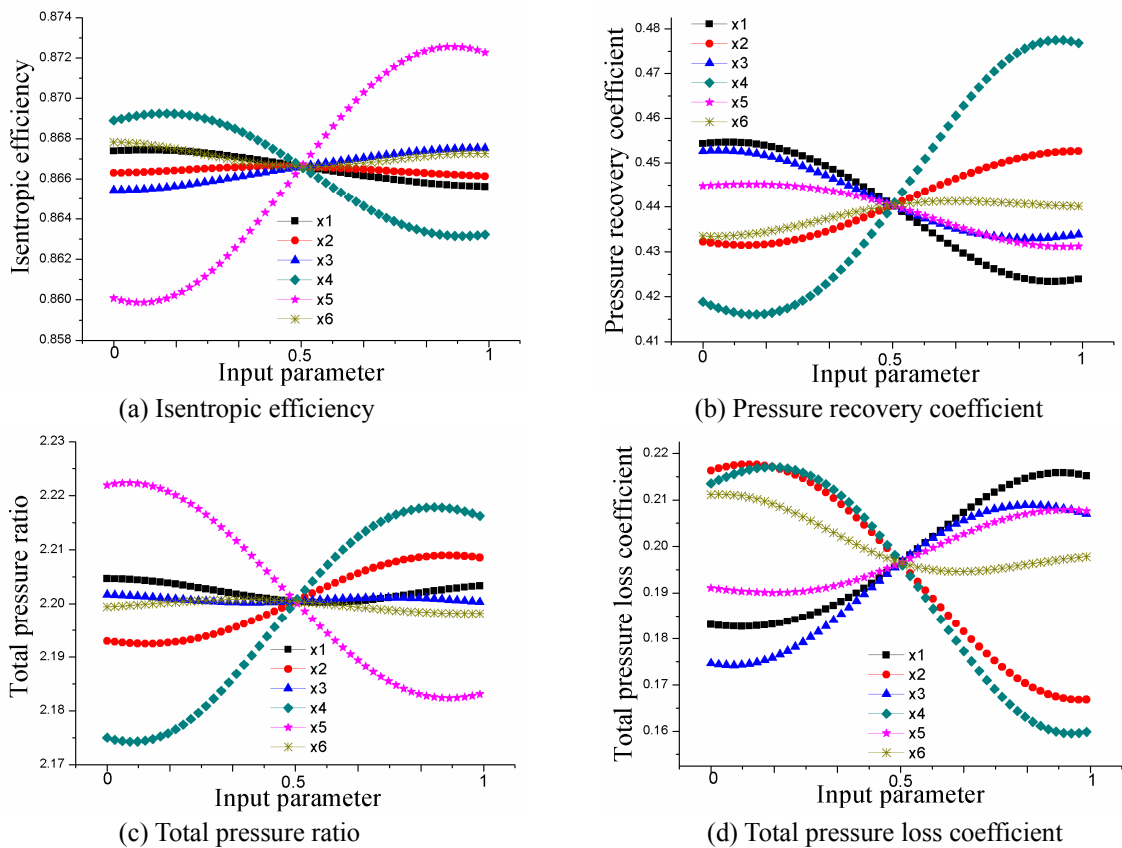 0.874
0.872
0.870
0.868
0.866
0.864
0.862
0.860
0.858
Isentropic efficiency
x1
x2
x3
x4
x5
x6
0
0.5
1
Input parameter
(a) Isentropic efficiency
0.48
0.47
0.46
0.45
0.44
0.43
0.42
0.41
Pressure recovery coefficient
x1
x2
x3
x4
x5
x6
0
0.5
1
Input parameter
(b) Pressure recovery coefficient
2.23
2.22
2.21
2.20
2.19
2.18
2.17
Total pressure ratio
x1
x2
x3
x4
x5
x6
0
0.5
1
Input parameter
(c) Total pressure ratio
0.22
0.21
0.20
0.19
0.18
0.17
0.16
Total pressure loss coefficient
x1
x2
x3
x4
x5
x6
0
0.5
1
Input parameter
(d) Total pressure loss coefficient